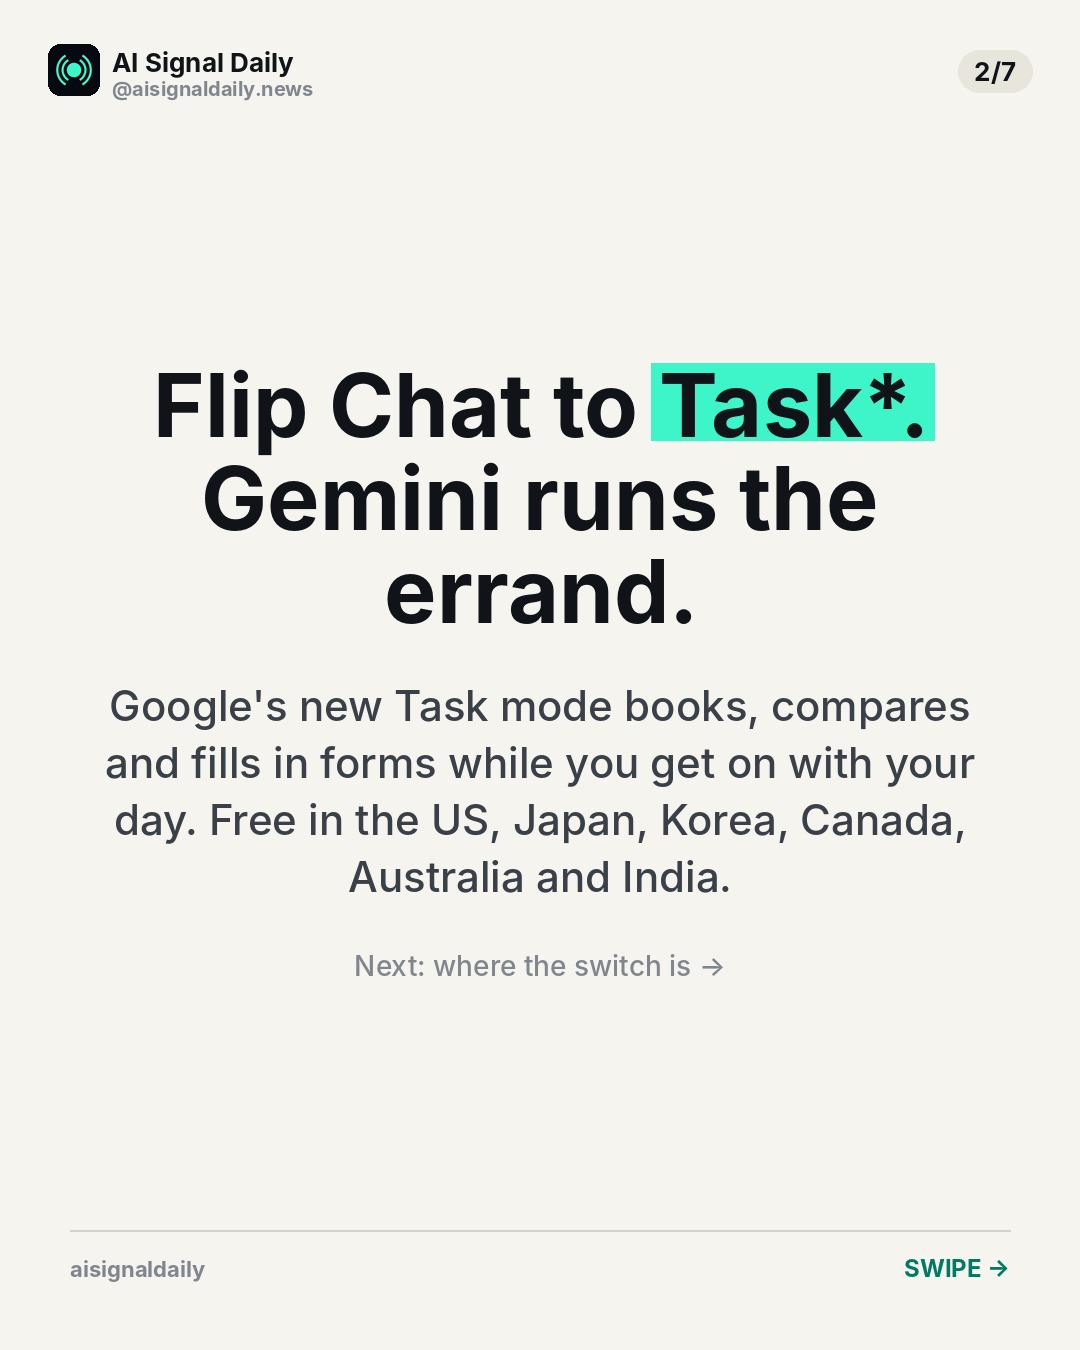 AI Signal Daily
@aisignaldaily.news
2/7
Flip Chat to Task*.
Gemini runs the
errand.
Google's new Task mode books, compares
and fills in forms while you get on with your
day. Free in the US, Japan, Korea, Canada,
Australia and India.
Next: where the switch is →
aisignaldaily
SWIPE →